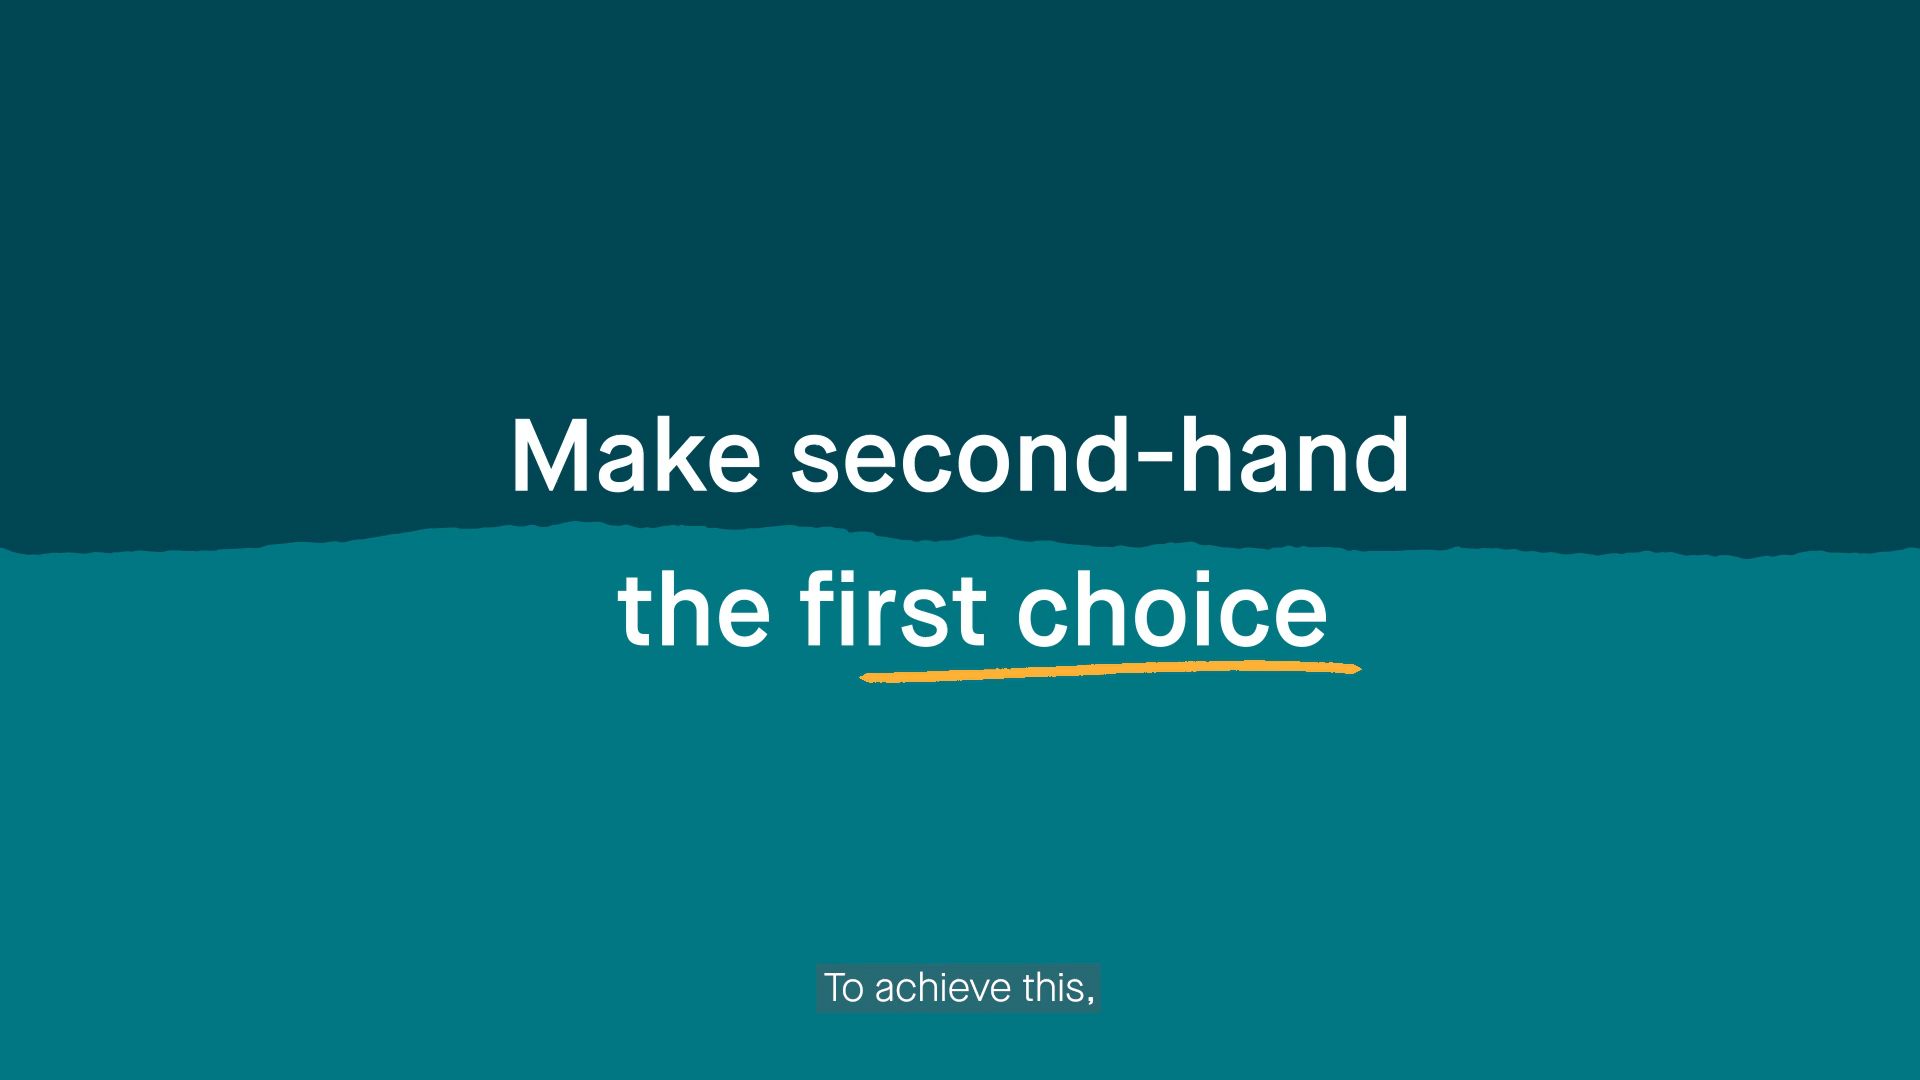 Make second-hand
the first choice
To achieve this,